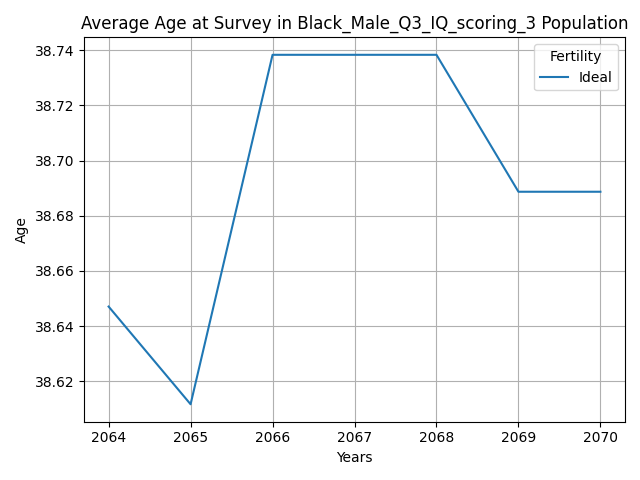 Average Age at Survey in Black_Male_Q3_IQ_scoring_3 Population
38.74
38.72
38.70
38.68
38.66
38.64
38.62
Age
Fertility
Ideal
2064 2065 2066 2067 2068 2069 2070
Years